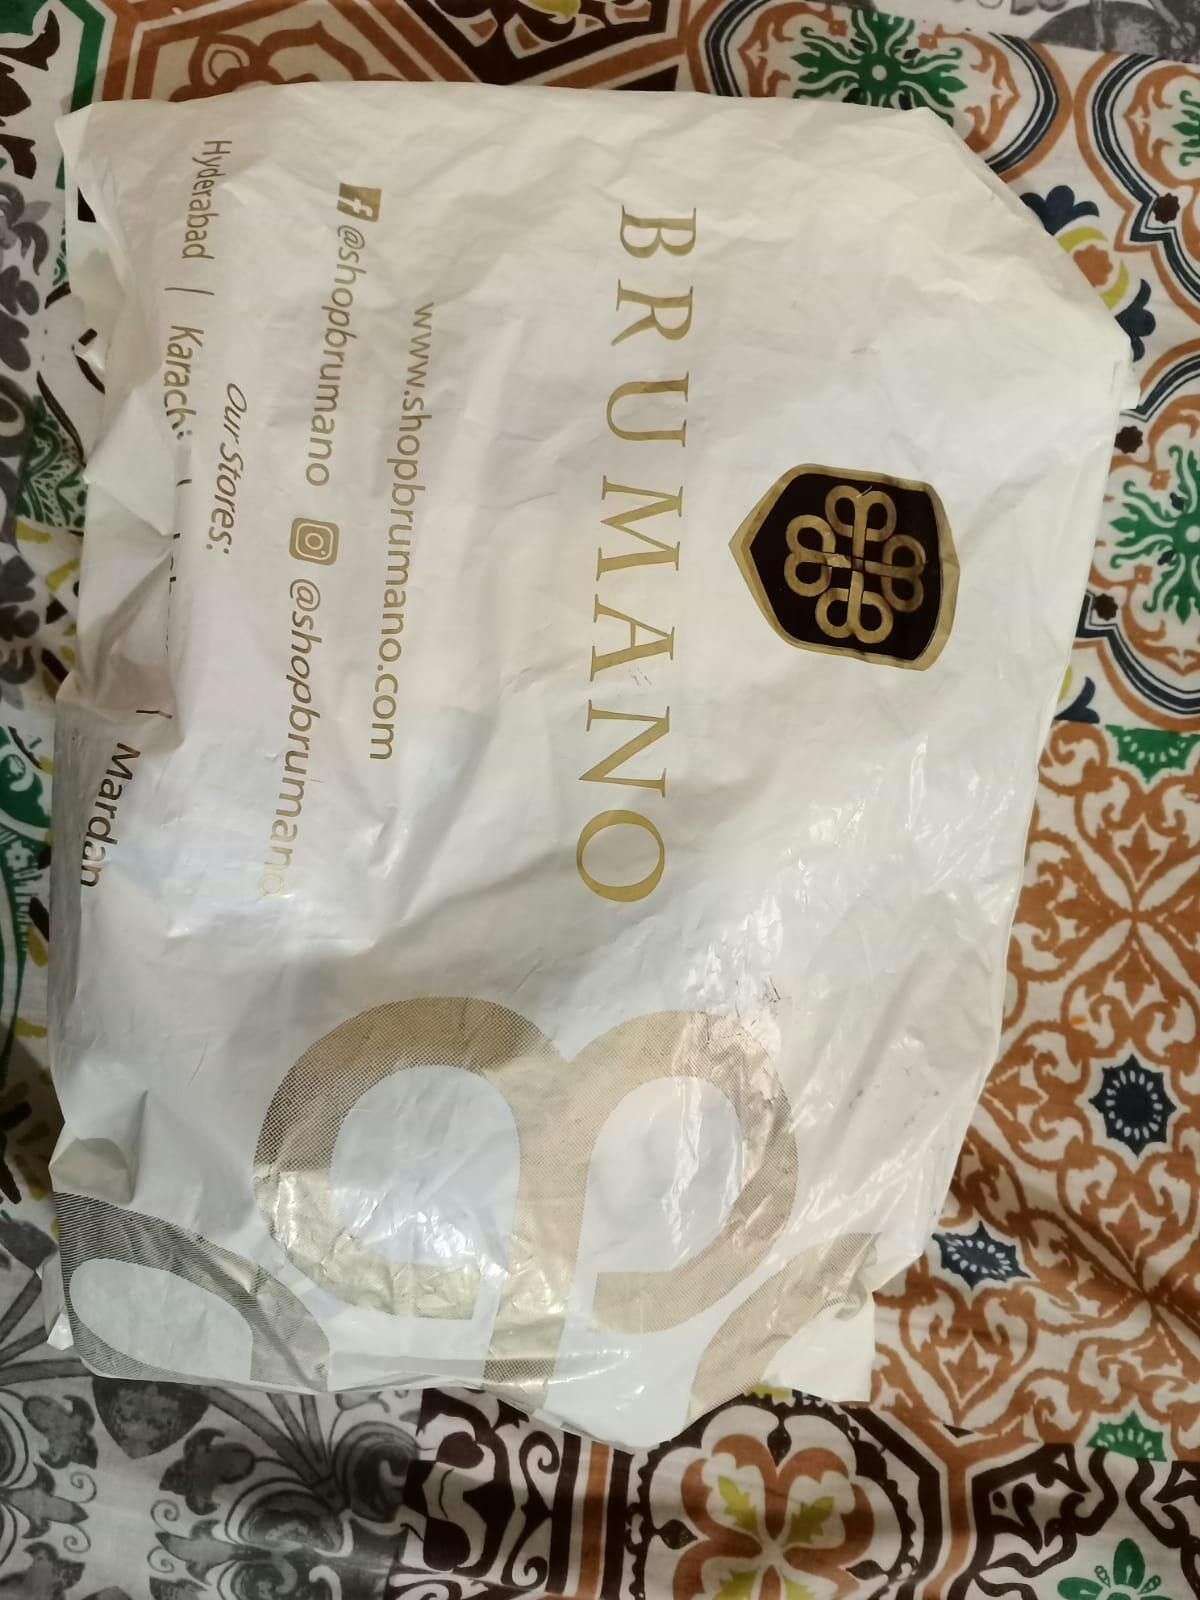 BRUMANO
www.shopbrumano.com
@shopbrumano @shopbrumano
Our Stores:
Hyderabad | Karachi | | Mardan